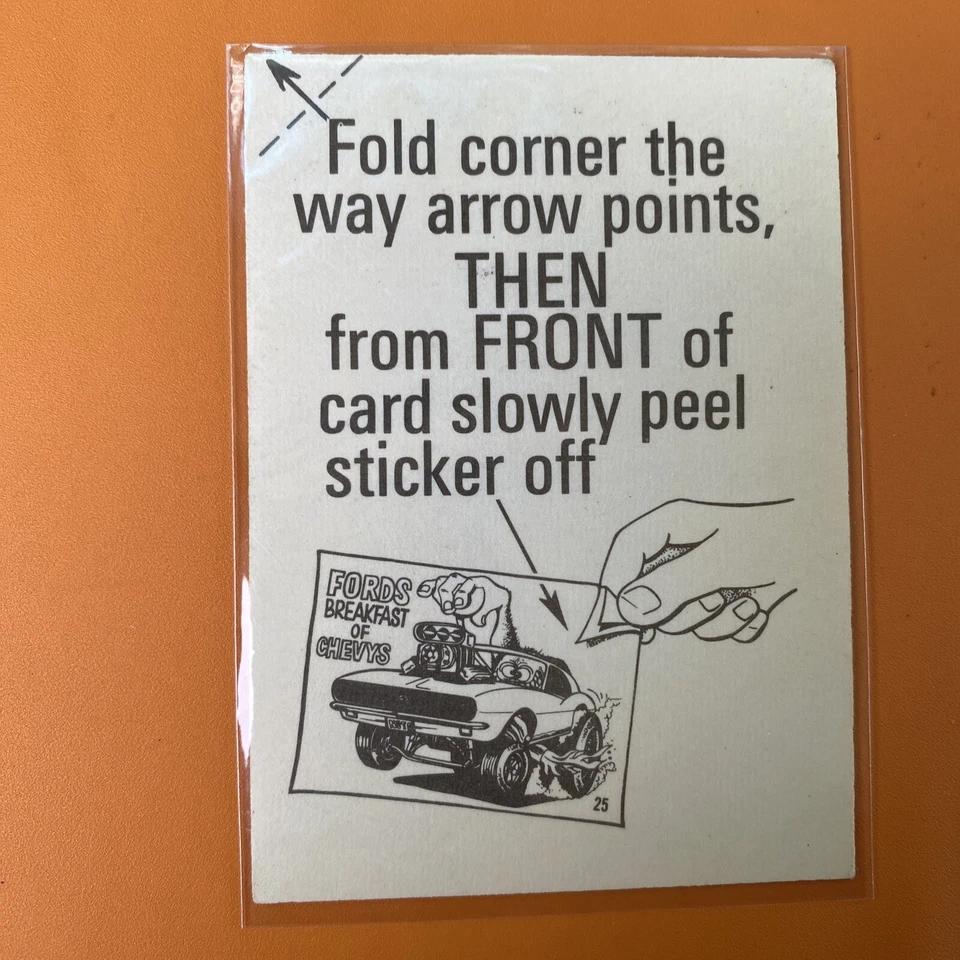 Fold corner the
way arrow points,
THEN
from FRONT of
card slowly peel
sticker off
FORDS
BREAKFAST
OF
CHEVYS
25